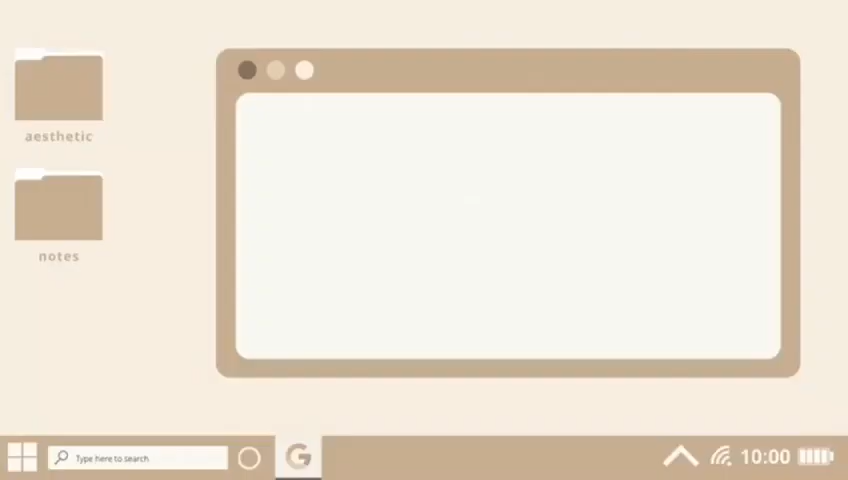 aesthetic
notes
Type here to search
G
10:00